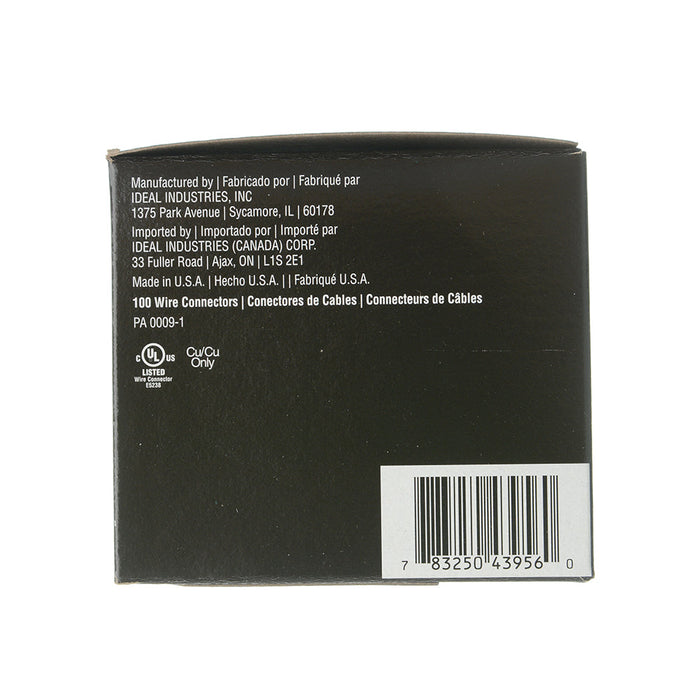 Manufactured by | Fabricado por | Fabriqué par
IDEAL INDUSTRIES, INC
1375 Park Avenue | Sycamore, IL | 60178
Imported by | Importado por | Importé par
IDEAL INDUSTRIES (CANADA) CORP.
33 Fuller Road | Ajax, ON | L1S 2E1
Made in U.S.A. | Hecho U.S.A. | | Fabriqué U.S.A.
100 Wire Connectors | Conectores de Cables | Connecteurs de Câbles
PA 0009-1
C UL US
LISTED
Wire Connector
E5238
Cu/Cu
Only
7 83250 43956 0